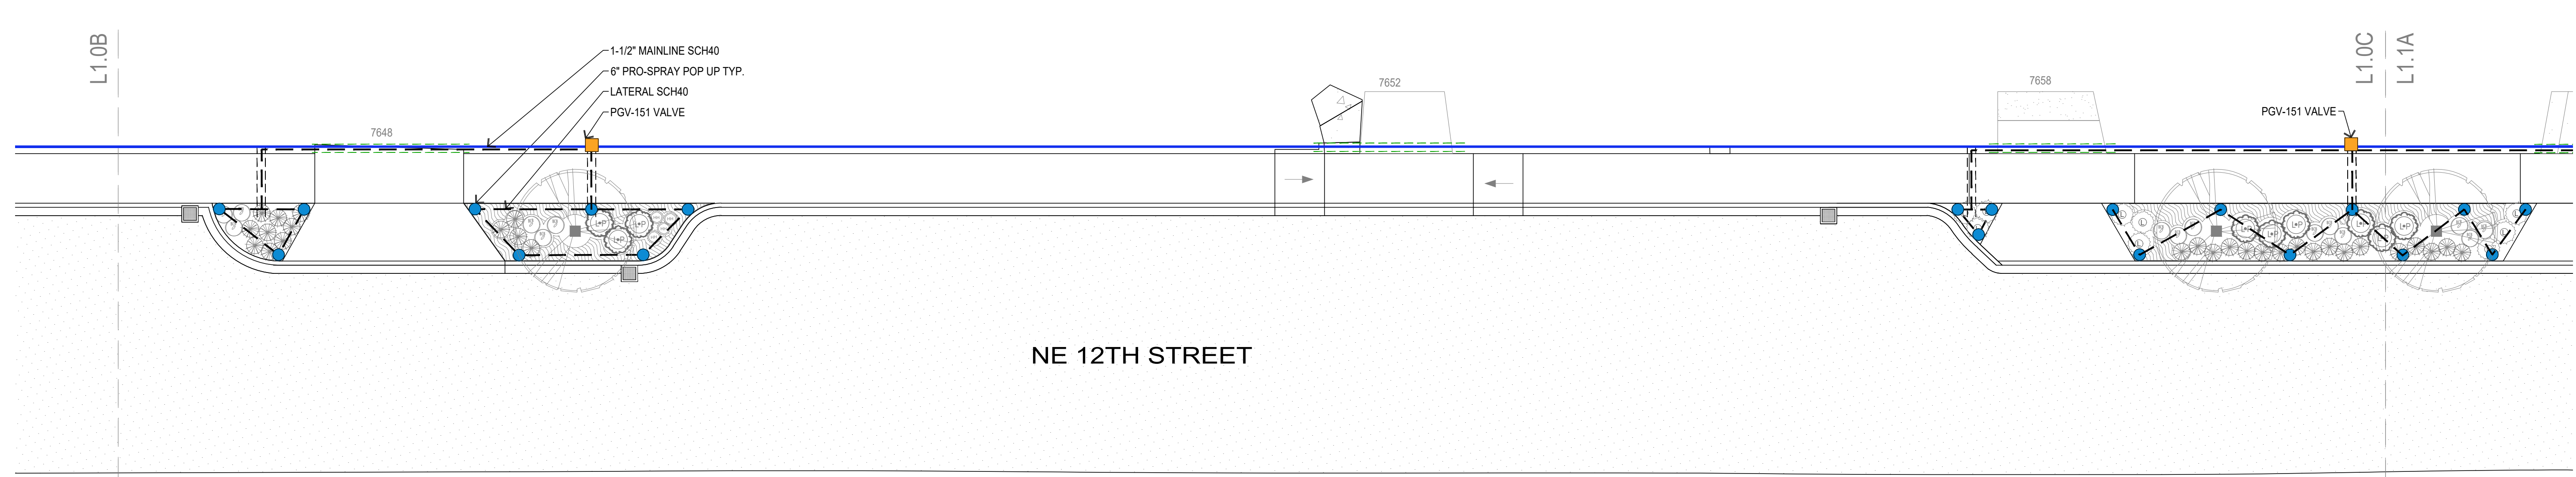 L1.0B
1-1/2" MAINLINE SCH40
6" PRO-SPRAY POP UP TYP.
LATERAL SCH40
PGV-151 VALVE
7648
7652
7658
PGV-151 VALVE
L1.0C
L1.1A
NE 12TH STREET